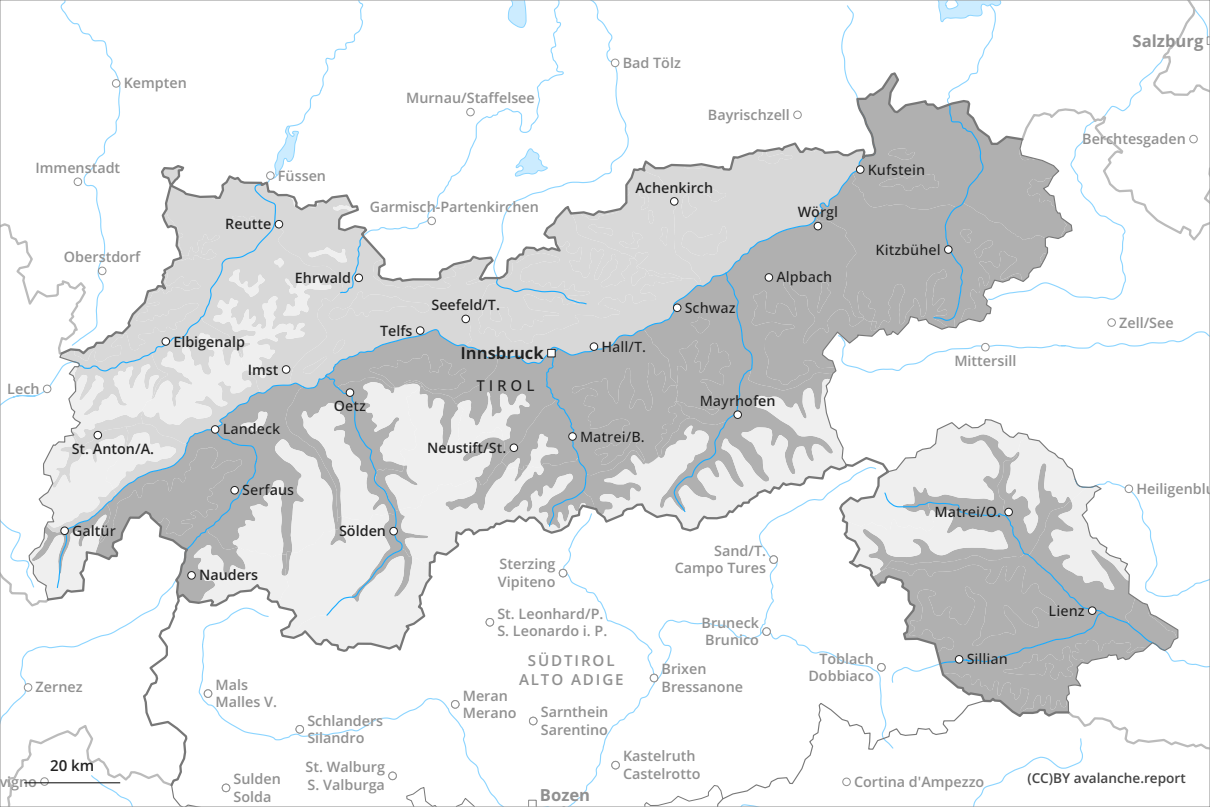 Salzburg
Bad Tölz
Kempten
Murnau/Staffelsee
Bayrischzell
Berchtesgaden
Immenstadt
Füssen
Kufstein
Achenkirch
Garmisch-Partenkirchen
Wörgl
Reutte
Kitzbühel
Oberstdorf
Ehrwald
Alpbach
Seefeld/T.
Schwaz
Zell/See
Telfs
Elbigenalp
Innsbruck
Hall/T.
Mittersill
Imst
TIROL
Lech
Oetz
Mayrhofen
Landeck
Matrei/B.
St. Anton/A.
Neustift/St.
Serfaus
Heiligenblu
Matrei/O.
Galtür
Sölden
Sand/T.
Campo Tures
Sterzing
Vipiteno
Nauders
Lienz
St. Leonhard/P.
S. Leonardo i. P.
Bruneck
Brunico
SÜDTIROL
ALTO ADIGE
Sillian
Toblach
Dobbiaco
Brixen
Bressanone
Zernez
Mals
Malles V.
Meran
Merano
Sarnthein
Sarentino
Schlanders
Silandro
Kastelruth
Castelrotto
20 km
St. Walburg
S. Valburga
vigno
Sulden
Solda
Cortina d'Ampezzo
(CC)BY avalanche.report
Bozen